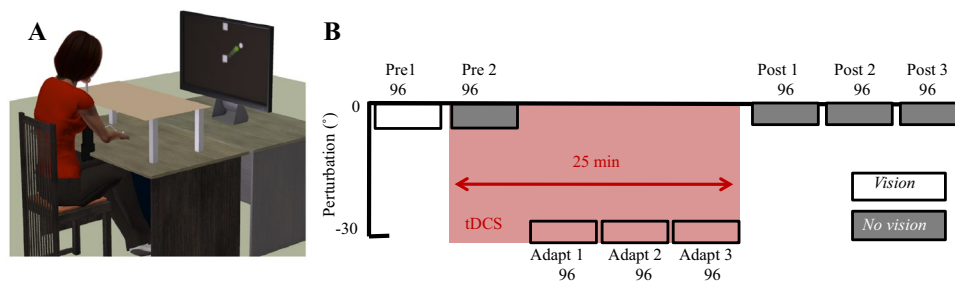 A
B
Pre1
96
Pre 2
96
Post 1
96
Post 2
96
Post 3
96
0
Perturbation (˚)
-30
25 min
tDCS
Adapt 1
96
Adapt 2
96
Adapt 3
96
Vision
No vision